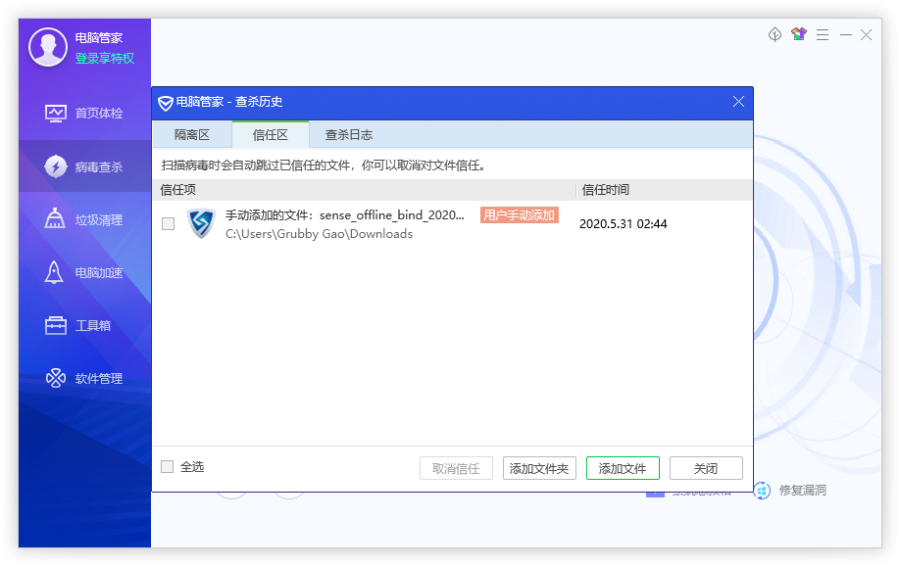 电脑管家
登录享特权
首页体检
病毒查杀
垃圾清理
电脑加速
工具箱
软件管理
电脑管家 - 查杀历史
隔离区 信任区 查杀日志
扫描病毒时会自动跳过已信任的文件，你可以取消对文件信任。
信任项 信任时间
手动添加的文件：sense_offline_bind_2020... 用户手动添加 2020.5.31 02:44
C:\Users\Grubby Gao\Downloads
全选 取消信任 添加文件夹 添加文件 关闭
修复漏洞